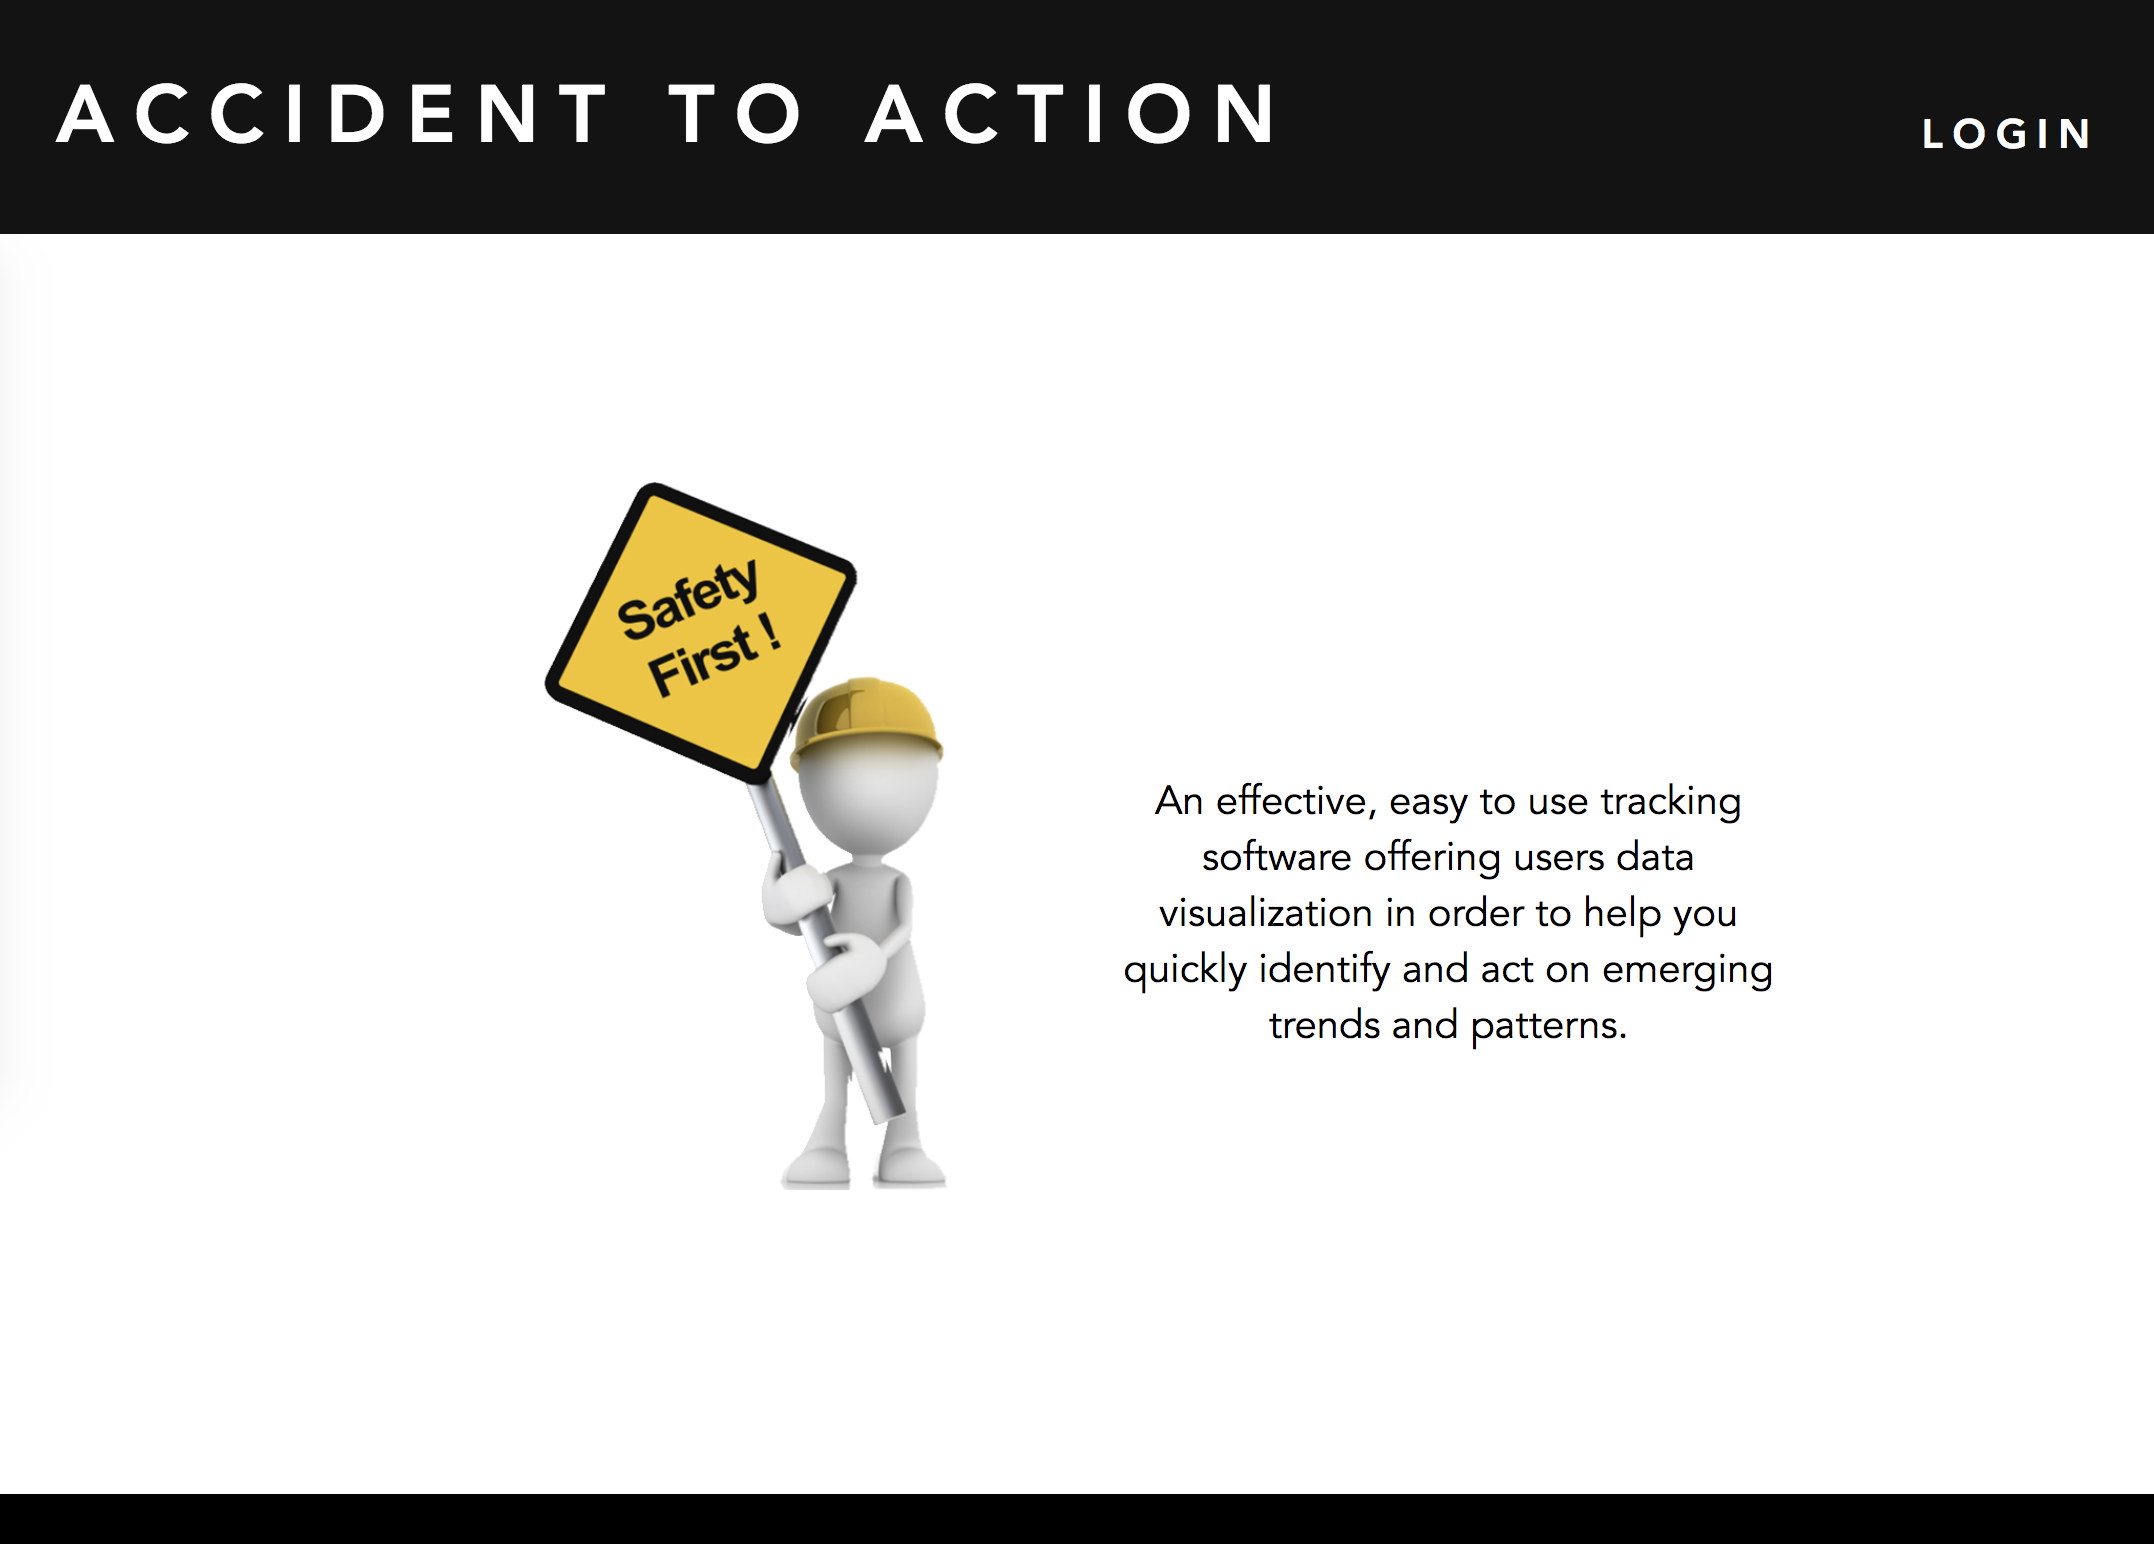 ACCIDENT TO ACTION
LOGIN
Safety
First !
An effective, easy to use tracking
software offering users data
visualization in order to help you
quickly identify and act on emerging
trends and patterns.